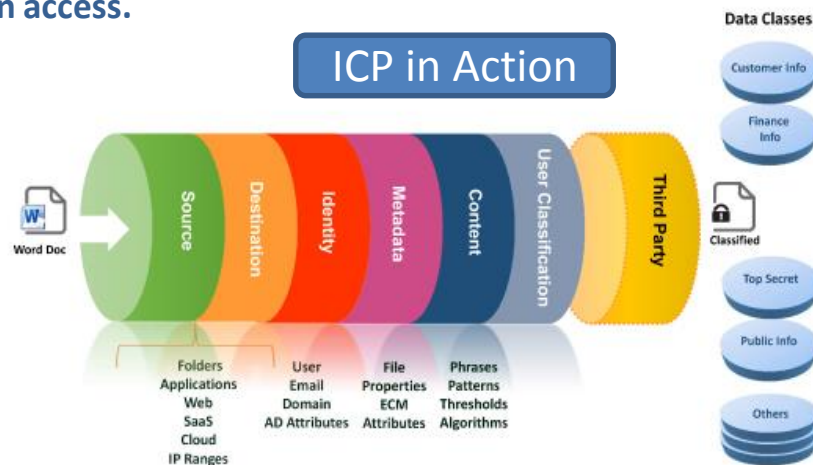 n access.
ICP in Action
Data Classes
Customer Info
Finance
Info
W
Word Doc
Source
Destination
Identity
Metadata
Content
User Classification
Third Party
Classified
Top Secret
Public Info
Others
Folders
Applications
Web
SaaS
Cloud
IP Ranges
User
Email
Domain
AD Attributes
File
Properties
ECM
Attributes
Phrases
Patterns
Thresholds
Algorithms